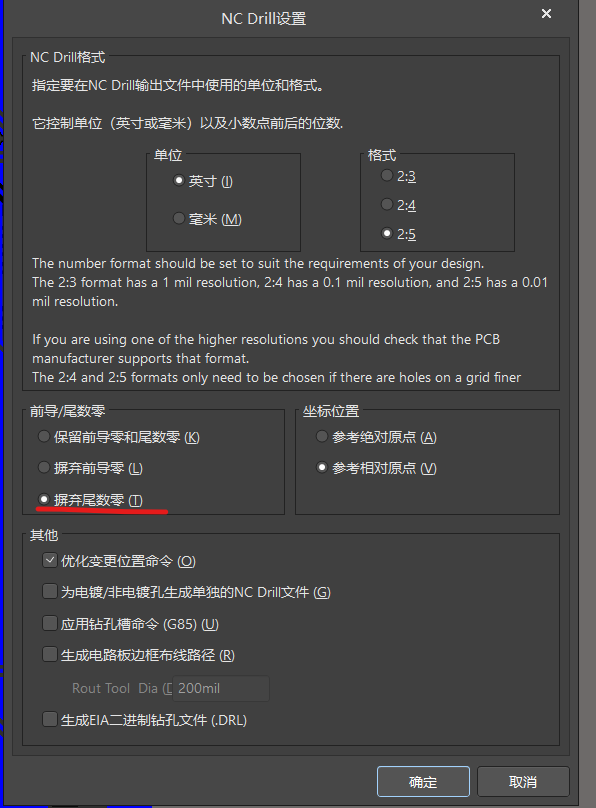 NC Drill设置
NC Drill格式
指定要在NC Drill输出文件中使用的单位和格式。
它控制单位（英寸或毫米）以及小数点前后的位数.
单位
英寸 (I)
毫米 (M)
格式
2:3
2:4
2:5
The number format should be set to suit the requirements of your design.
The 2:3 format has a 1 mil resolution, 2:4 has a 0.1 mil resolution, and 2:5 has a 0.01
mil resolution.
If you are using one of the higher resolutions you should check that the PCB
manufacturer supports that format.
The 2:4 and 2:5 formats only need to be chosen if there are holes on a grid finer
前导/尾数零
保留前导零和尾数零 (K)
摒弃前导零 (L)
摒弃尾数零 (T)
坐标位置
参考绝对原点 (A)
参考相对原点 (V)
其他
优化变更位置命令 (O)
为电镀/非电镀孔生成单独的NC Drill文件 (G)
应用钻孔槽命令 (G85) (U)
生成电路板边框布线路径 (R)
Rout Tool Dia (D
200mil
生成EIA二进制钻孔文件 (.DRL)
确定
取消